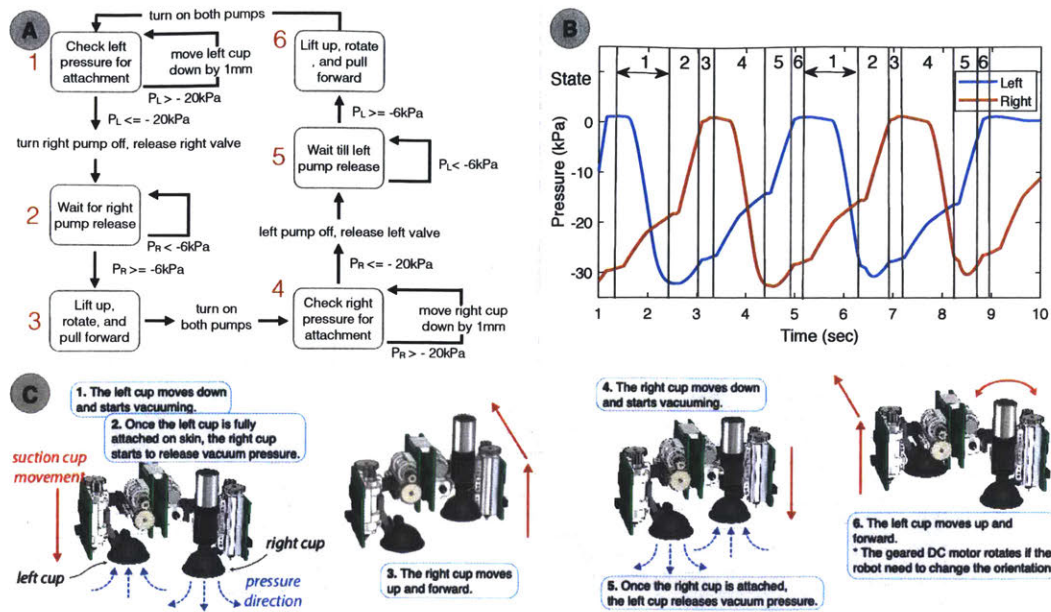 A
turn on both pumps
1
Check left
pressure for
attachment
move left cup
down by 1mm
PL > - 20kPa
PL <= - 20kPa
turn right pump off, release right valve
2
Wait for right
pump release
PR < -6kPa
PR >= -6kPa
3
Lift up,
rotate, and
pull forward
turn on
both pumps
4
Check right
pressure for
attachment
move right cup
down by 1mm
PR > - 20kPa
PR <= - 20kPa
left pump off, release left valve
5
Wait till left
pump release
PL < -6kPa
PL >= -6kPa
6
Lift up, rotate
, and pull
forward
B
State
1 2 3 4 5 6 1 2 3 4 5 6
Left
Right
Pressure (kPa)
0
-10
-20
-30
1 2 3 4 5 6 7 8 9 10
Time (sec)
C
1. The left cup moves down
and starts vacuuming.
2. Once the left cup is fully
attached on skin, the right cup
starts to release vacuum pressure.
suction cup
movement
left cup
right cup
pressure
direction
3. The right cup moves
up and forward.
4. The right cup moves down
and starts vacuuming.
5. Once the right cup is attached,
the left cup releases vacuum pressure.
6. The left cup moves up and
forward.
* The geared DC motor rotates if the
robot need to change the orientation